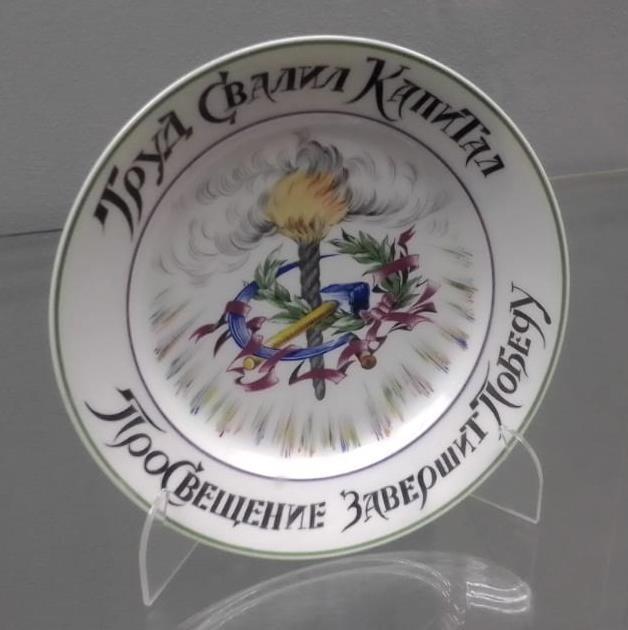 Труд Свалил Капитал
Просвещение Завершит Победу